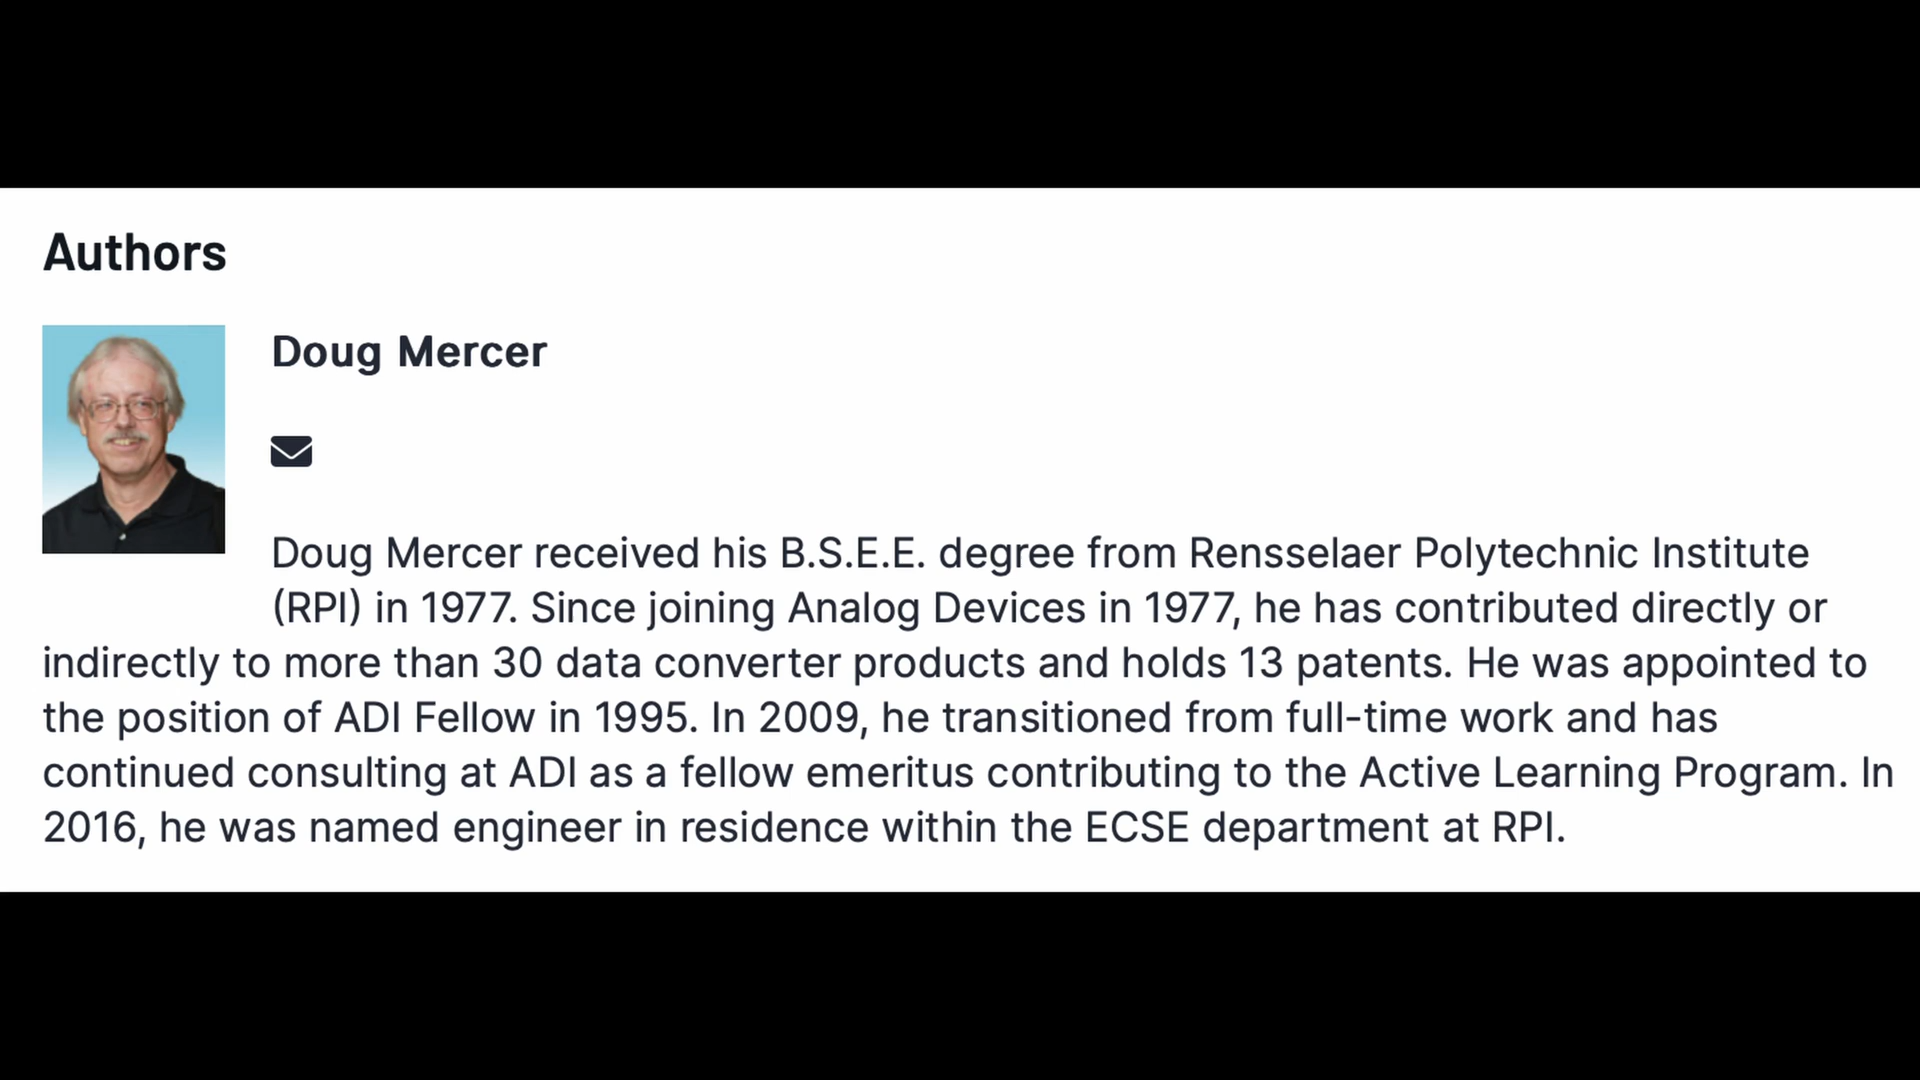 Authors
Doug Mercer
Doug Mercer received his B.S.E.E. degree from Rensselaer Polytechnic Institute
(RPI) in 1977. Since joining Analog Devices in 1977, he has contributed directly or
indirectly to more than 30 data converter products and holds 13 patents. He was appointed to
the position of ADI Fellow in 1995. In 2009, he transitioned from full-time work and has
continued consulting at ADI as a fellow emeritus contributing to the Active Learning Program. In
2016, he was named engineer in residence within the ECSE department at RPI.